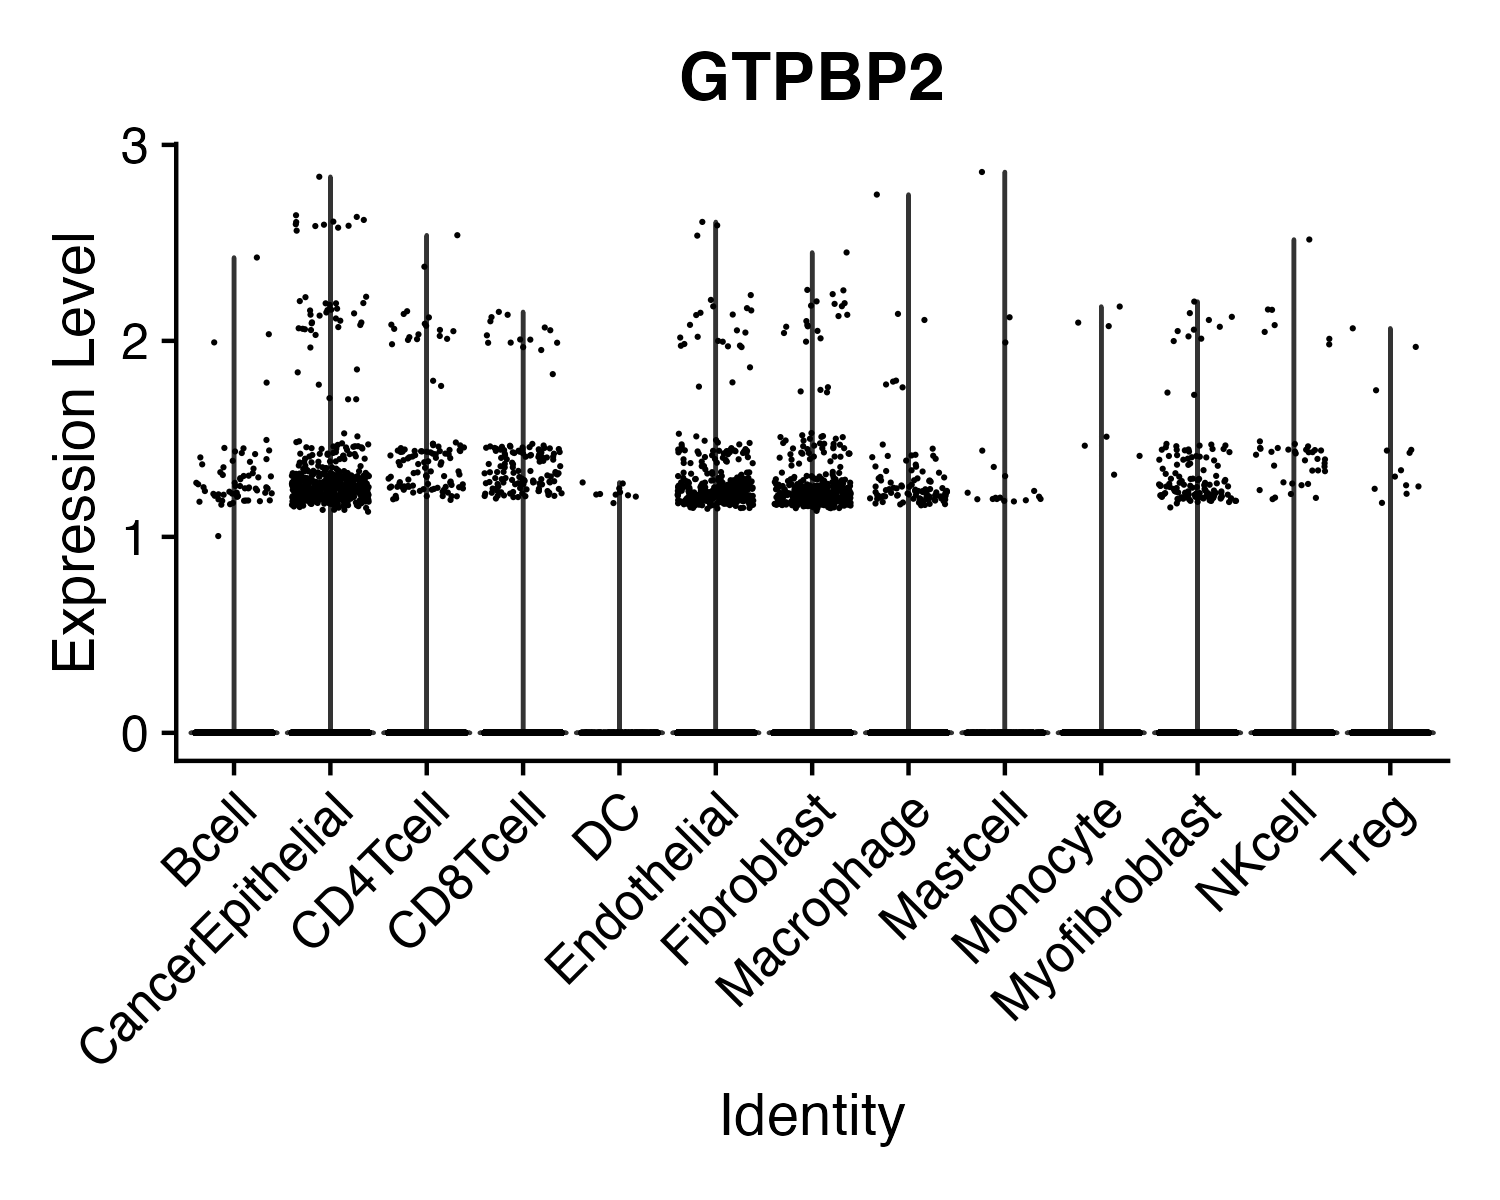 GTPBP2
Expression Level
3
2
1
0
Bcell
CancerEpithelial
CD4Tcell
CD8Tcell
DC
Endothelial
Fibroblast
Macrophage
Mastcell
Monocyte
Myofibroblast
NKcell
Treg
Identity